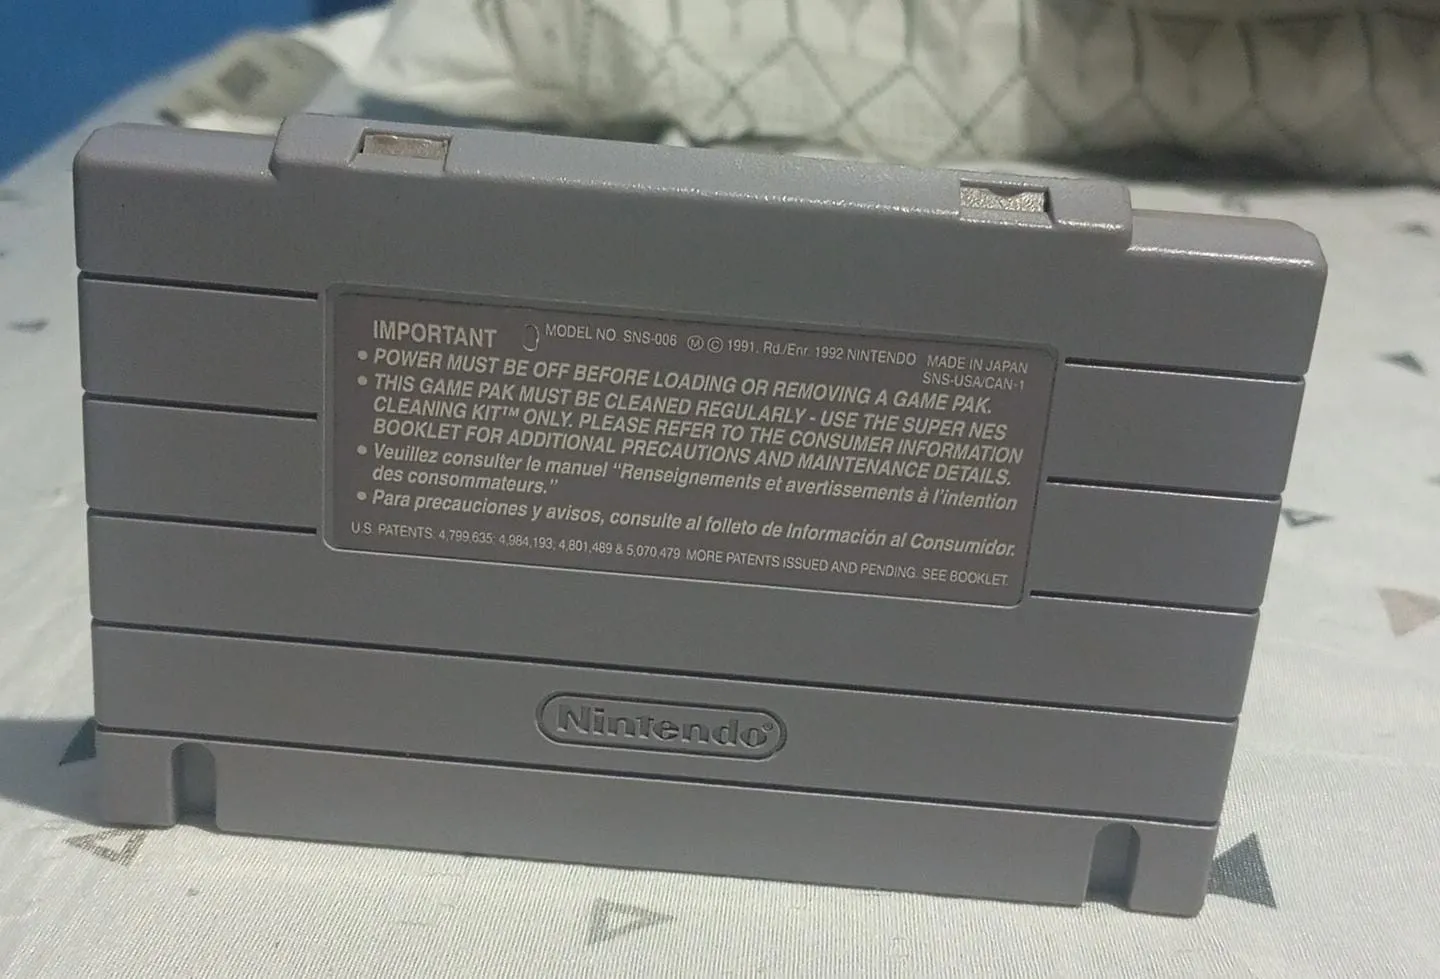 IMPORTANT MODEL NO. SNS-006 Ⓜ © 1991, Rd./Enr. 1992 NINTENDO MADE IN JAPAN
SNS-USA/CAN-1
• POWER MUST BE OFF BEFORE LOADING OR REMOVING A GAME PAK.
• THIS GAME PAK MUST BE CLEANED REGULARLY - USE THE SUPER NES
CLEANING KIT™ ONLY. PLEASE REFER TO THE CONSUMER INFORMATION
BOOKLET FOR ADDITIONAL PRECAUTIONS AND MAINTENANCE DETAILS.
• Veuillez consulter le manuel “Renseignements et avertissements à l'intention
des consommateurs.”
• Para precauciones y avisos, consulte al folleto de Información al Consumidor.
U.S. PATENTS. 4,799,635; 4,984,193, 4,801,489 & 5,070,479 MORE PATENTS ISSUED AND PENDING. SEE BOOKLET.
Nintendo®